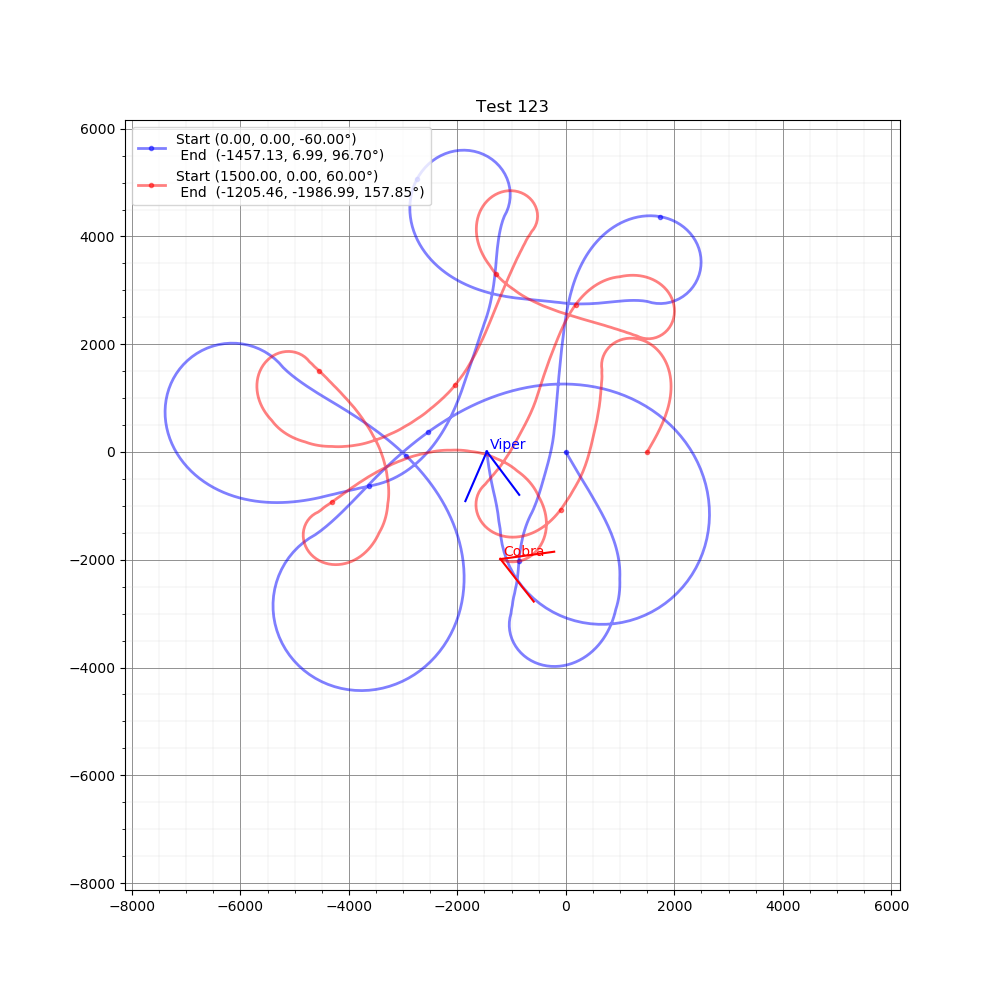 Test 123
Start (0.00, 0.00, -60.00°)
End (-1457.13, 6.99, 96.70°)
Start (1500.00, 0.00, 60.00°)
End (-1205.46, -1986.99, 157.85°)
6000
4000
2000
0
−2000
−4000
−6000
−8000
Viper
Cobra
−8000 −6000 −4000 −2000 0 2000 4000 6000